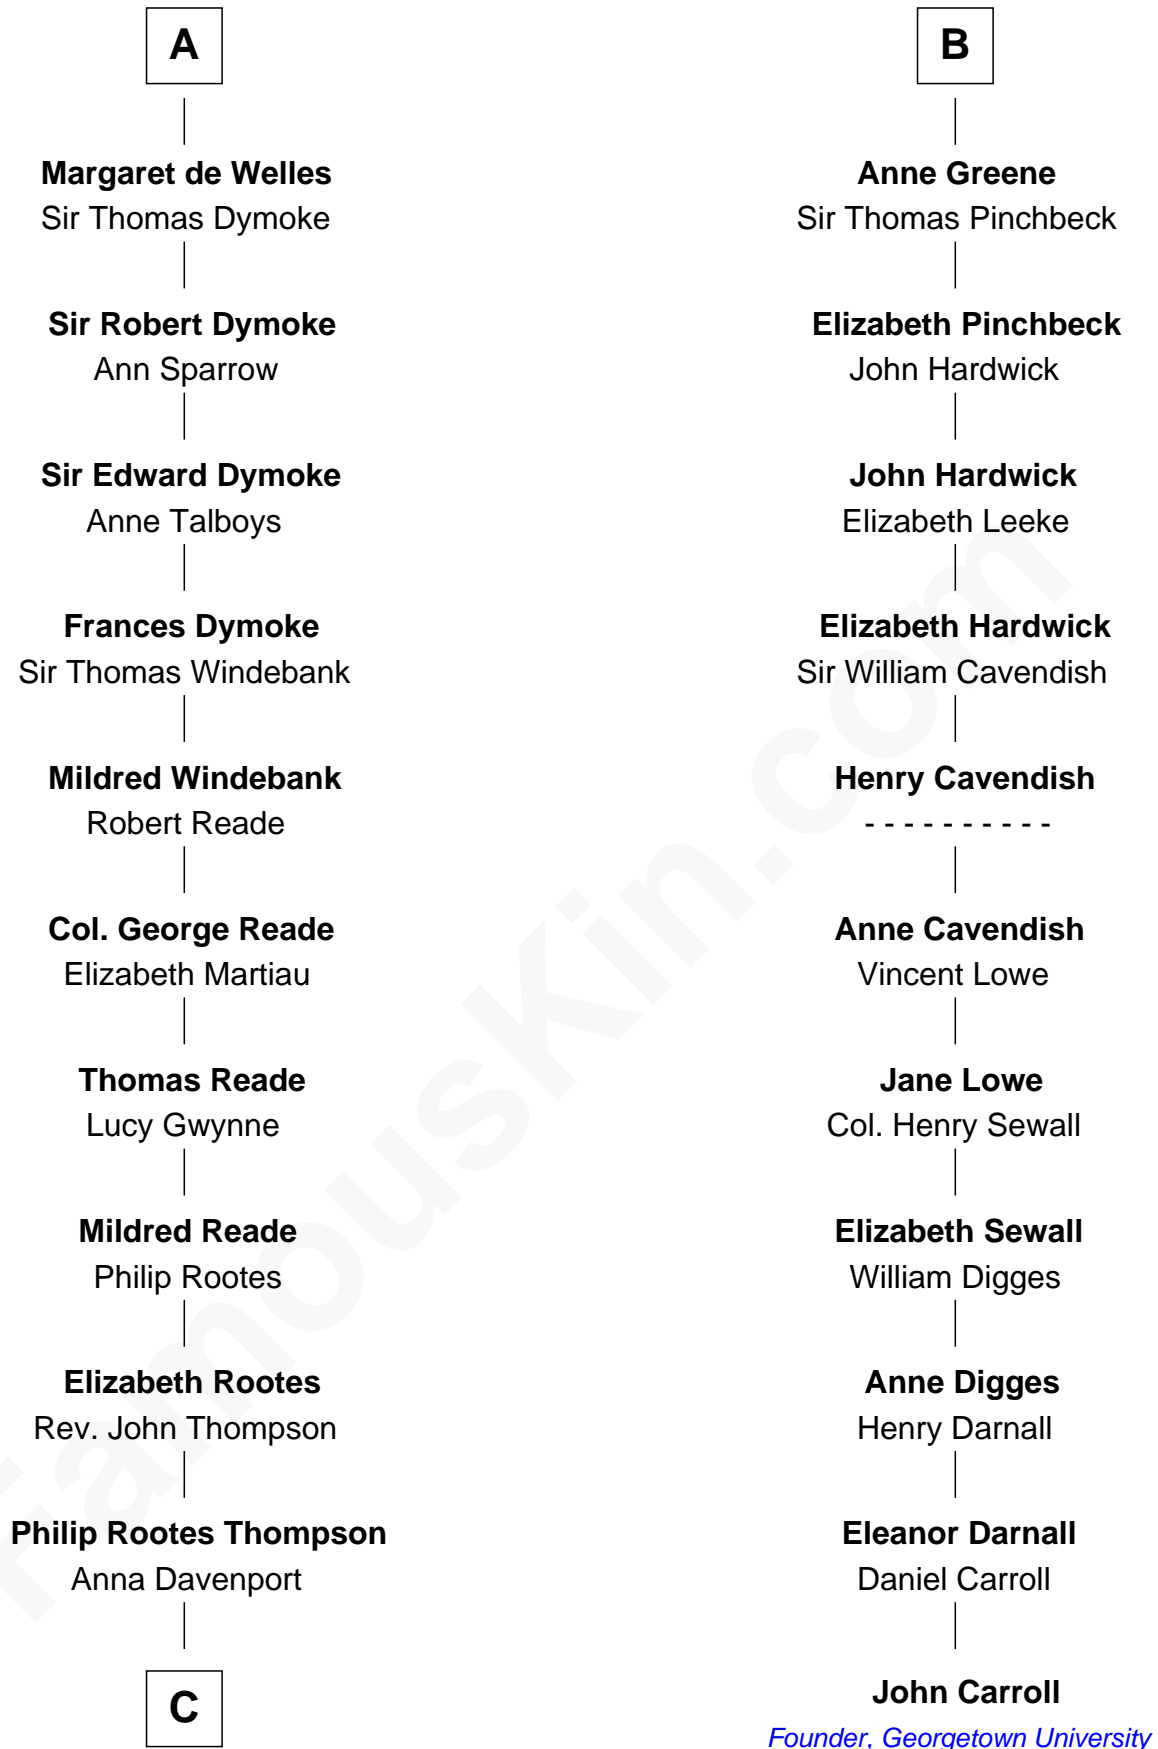 A
Margaret de Welles
Sir Thomas Dymoke
Sir Robert Dymoke
Ann Sparrow
Sir Edward Dymoke
Anne Talboys
Frances Dymoke
Sir Thomas Windebank
Mildred Windebank
Robert Reade
Col. George Reade
Elizabeth Martiau
Thomas Reade
Lucy Gwynne
Mildred Reade
Philip Rootes
Elizabeth Rootes
Rev. John Thompson
Philip Rootes Thompson
Anna Davenport
C
B
Anne Greene
Sir Thomas Pinchbeck
Elizabeth Pinchbeck
John Hardwick
John Hardwick
Elizabeth Leeke
Elizabeth Hardwick
Sir William Cavendish
Henry Cavendish
- - - - - - - - - -
Anne Cavendish
Vincent Lowe
Jane Lowe
Col. Henry Sewall
Elizabeth Sewall
William Digges
Anne Digges
Henry Darnall
Eleanor Darnall
Daniel Carroll
John Carroll
Founder, Georgetown University
FamousKin.com